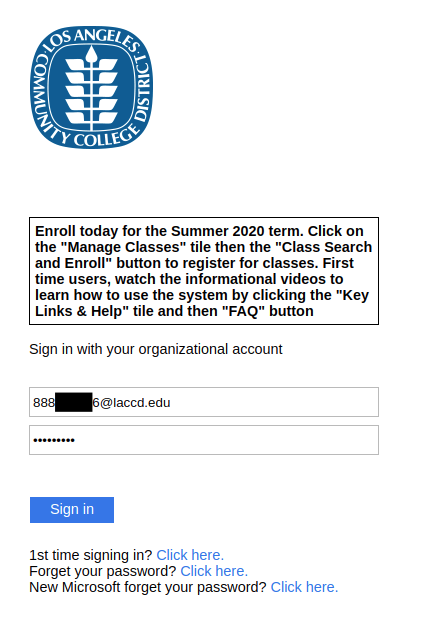 LOS ANGELES
COMMUNITY COLLEGE DISTRICT
Enroll today for the Summer 2020 term. Click on
the "Manage Classes" tile then the "Class Search
and Enroll" button to register for classes. First
time users, watch the informational videos to
learn how to use the system by clicking the "Key
Links & Help" tile and then "FAQ" button
Sign in with your organizational account
888 6@laccd.edu
•••••••••
Sign in
1st time signing in? Click here.
Forget your password? Click here.
New Microsoft forget your password? Click here.